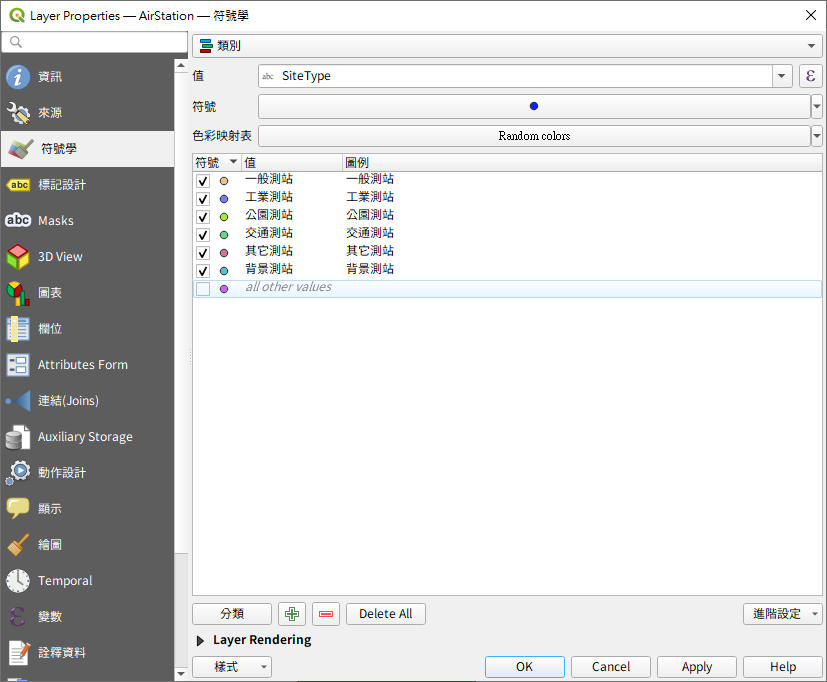 Layer Properties — AirStation — 符號學
資訊
來源
符號學
abc 標記設計
abc Masks
3D View
圖表
欄位
Attributes Form
連結(Joins)
Auxiliary Storage
動作設計
顯示
繪圖
Temporal
ε 變數
詮釋資料
類別
值 abc SiteType ε
符號
色彩映射表 Random colors
符號 值 圖例
一般測站 一般測站
工業測站 工業測站
公園測站 公園測站
交通測站 交通測站
其它測站 其它測站
背景測站 背景測站
all other values
分類 Delete All 進階設定
Layer Rendering
樣式 OK Cancel Apply Help